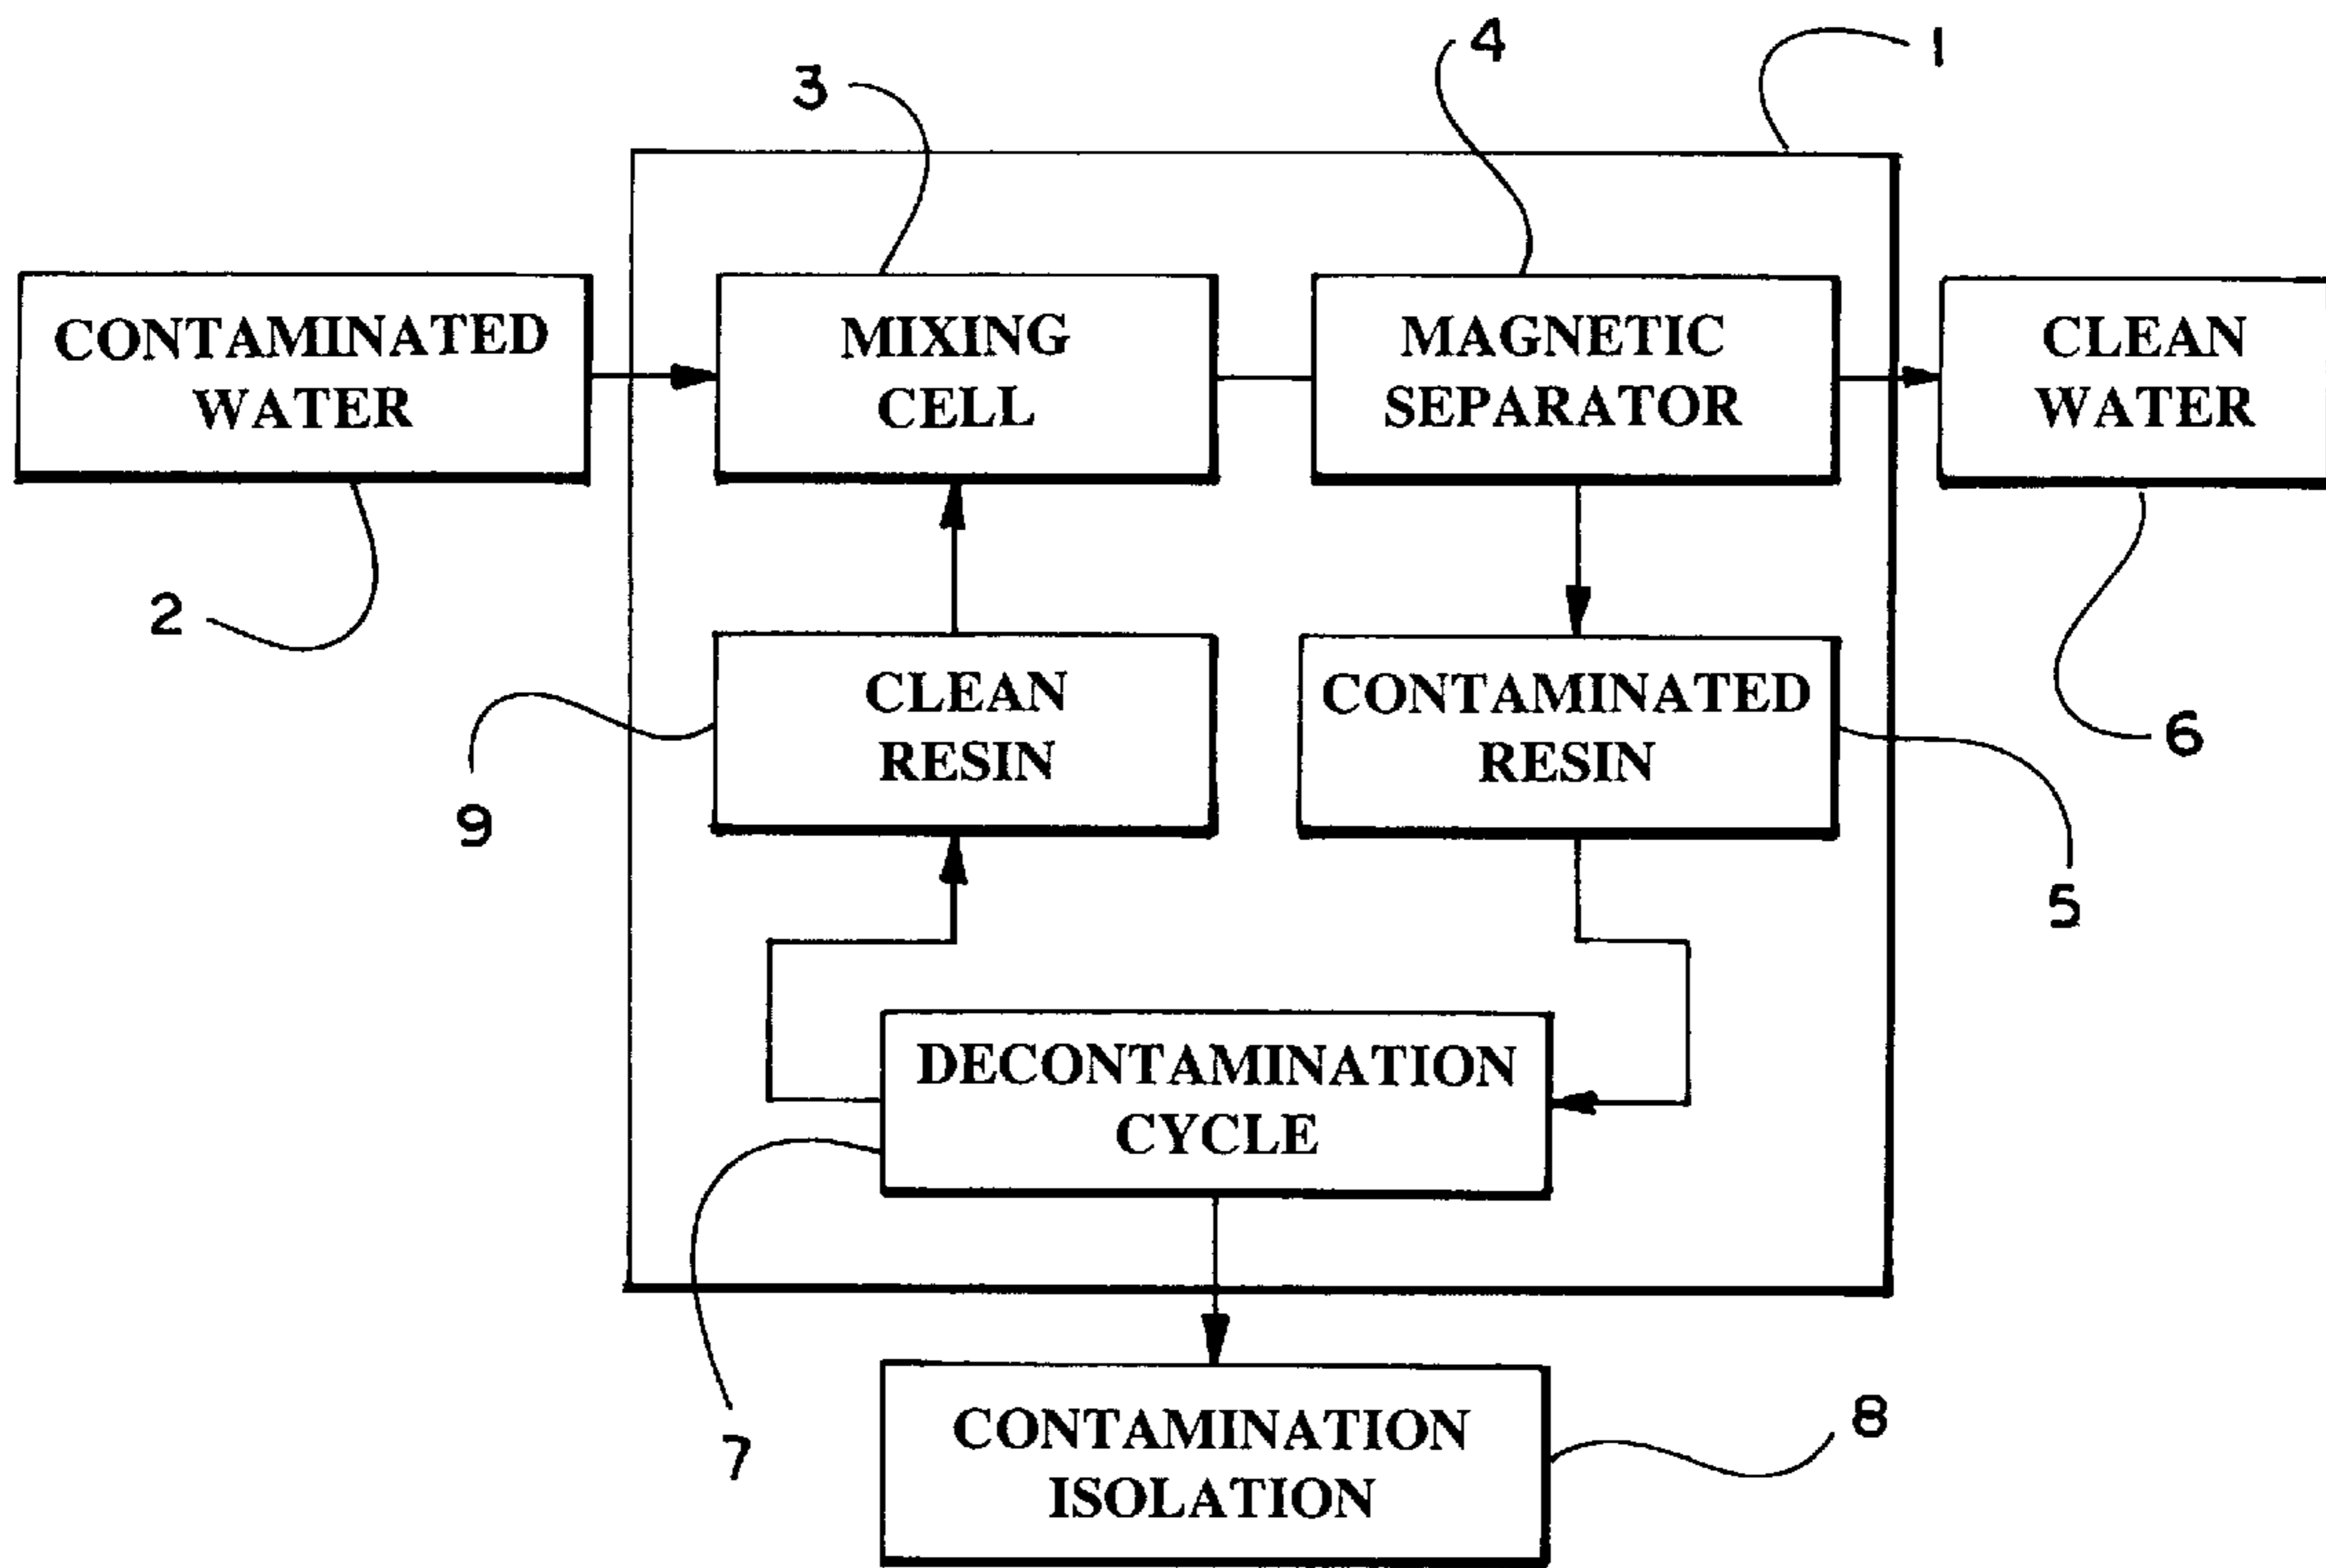 1
4
3
CONTAMINATED
WATER
MIXING
CELL
MAGNETIC
SEPARATOR
CLEAN
WATER
2
CLEAN
RESIN
CONTAMINATED
RESIN
6
9
5
DECONTAMINATION
CYCLE
7
CONTAMINATION
ISOLATION
8